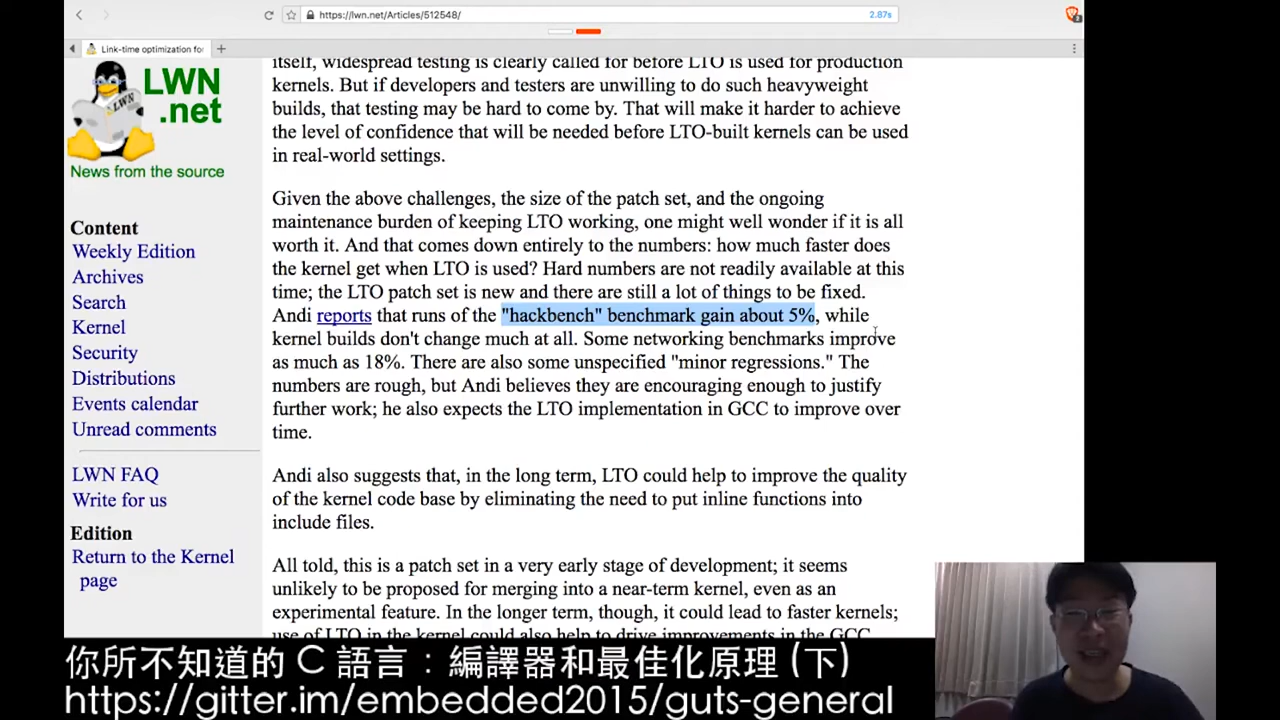 https://lwn.net/Articles/512548/
2.87s
Link-time optimization for
LWN
.net
News from the source
Content
Weekly Edition
Archives
Search
Kernel
Security
Distributions
Events calendar
Unread comments
LWN FAQ
Write for us
Edition
Return to the Kernel
page
itself, widespread testing is clearly called for before LTO is used for production
kernels. But if developers and testers are unwilling to do such heavyweight
builds, that testing may be hard to come by. That will make it harder to achieve
the level of confidence that will be needed before LTO-built kernels can be used
in real-world settings.
Given the above challenges, the size of the patch set, and the ongoing
maintenance burden of keeping LTO working, one might well wonder if it is all
worth it. And that comes down entirely to the numbers: how much faster does
the kernel get when LTO is used? Hard numbers are not readily available at this
time; the LTO patch set is new and there are still a lot of things to be fixed.
Andi reports that runs of the "hackbench" benchmark gain about 5%, while
kernel builds don't change much at all. Some networking benchmarks improve
as much as 18%. There are also some unspecified "minor regressions." The
numbers are rough, but Andi believes they are encouraging enough to justify
further work; he also expects the LTO implementation in GCC to improve over
time.
Andi also suggests that, in the long term, LTO could help to improve the quality
of the kernel code base by eliminating the need to put inline functions into
include files.
All told, this is a patch set in a very early stage of development; it seems
unlikely to be proposed for merging into a near-term kernel, even as an
experimental feature. In the longer term, though, it could lead to faster kernels;
use of LTO in the kernel could also help to drive improvements in the GCC
你所不知道的 C 語言：編譯器和最佳化原理 (下)
https://gitter.im/embedded2015/guts-general